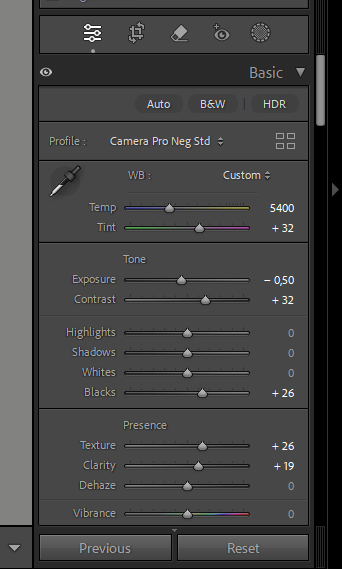 Basic
Auto B&W HDR
Profile : Camera Pro Neg Std
WB : Custom
Temp 5400
Tint + 32
Tone
Exposure − 0,50
Contrast + 32
Highlights 0
Shadows 0
Whites 0
Blacks + 26
Presence
Texture + 26
Clarity + 19
Dehaze 0
Vibrance 0
Previous Reset